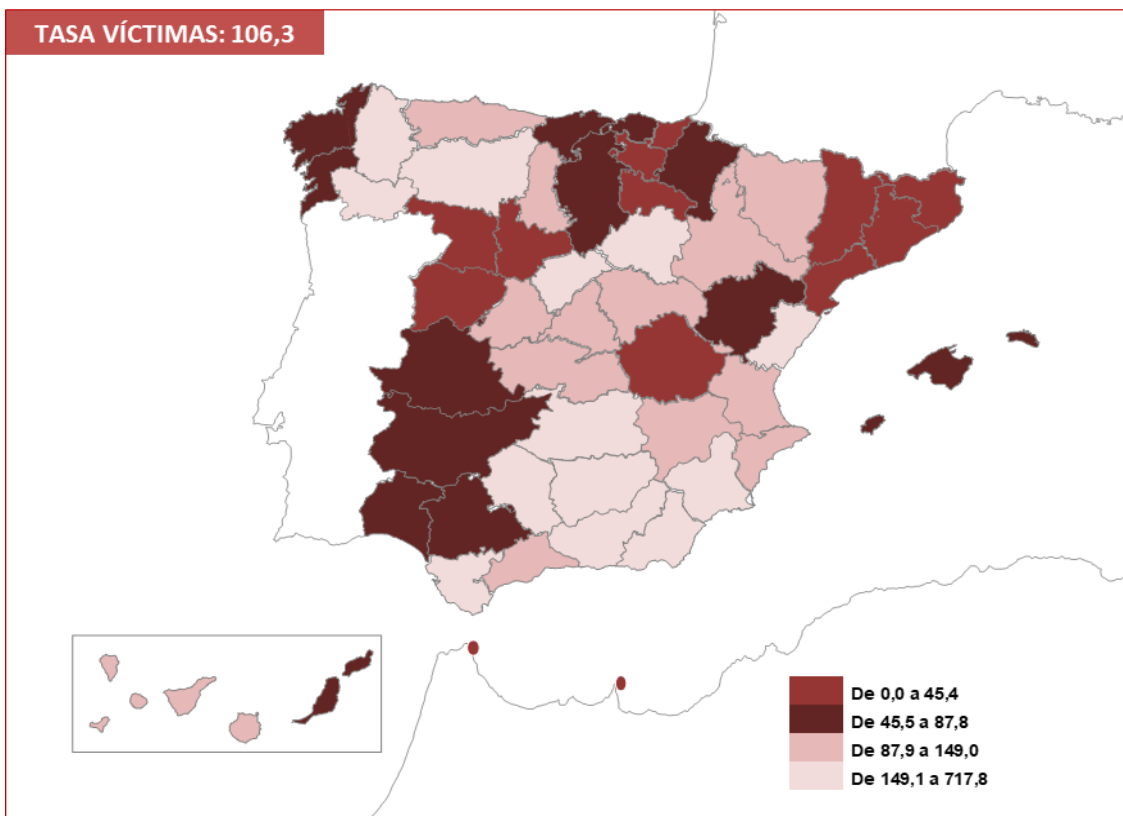 TASA VÍCTIMAS: 106,3
De 0,0 a 45,4
De 45,5 a 87,8
De 87,9 a 149,0
De 149,1 a 717,8